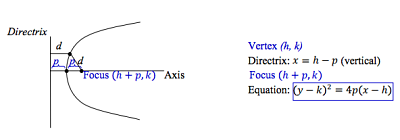 Directrix
d
p p d
Focus (h + p, k) Axis
Vertex (h, k)
Directrix: x = h − p (vertical)
Focus (h + p, k)
Equation: (y − k)² = 4p(x − h)